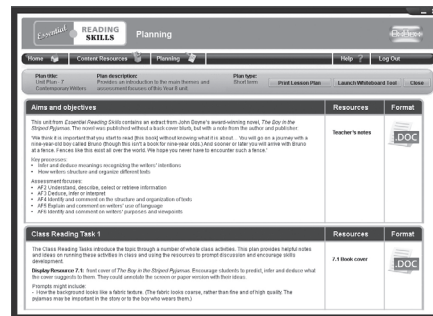 Essential READING
SKILLS
Planning
Home Content Resources Planning Help ? Log Out
Plan title: Plan description: Plan type:
Unit Plan - 7 Provides an introduction to the main themes and Short term
Contemporary Writers assessment focuses of this Year 8 unit
Print Lesson Plan Launch Whiteboard Tool Close
Aims and objectives Resources Format
This unit from Essential Reading Skills contains an extract from John Boyne's award-winning novel, The Boy in the
Striped Pyjamas. The novel was published without a back cover blurb, but with a note from the author and publisher:
'We think it is important that you start to read [this book] without knowing what it is about... You will go on a journey with a
nine-year-old boy called Bruno (though this isn't a book for nine-year olds.) And sooner or later you will arrive with Bruno
at a fence. Fences like this exist all over the world. We hope you never have to encounter such a fence.'
Teacher's notes
.DOC
Key processes:
• Infer and deduce meanings recognizing the writers' intentions
• How writers structure and organize different texts
Assessment focuses:
• AF2 Understand, describe, select or retrieve information
• AF3 Deduce, infer or interpret
• AF4 Identify and comment on the structure and organization of texts
• AF5 Explain and comment on writers' use of language
• AF6 Identify and comment on writers' purposes and viewpoints
Class Reading Task 1 Resources Format
The Class Reading Tasks introduce the topic through a number of whole class activities. This plan provides helpful notes
and ideas on running these activities in class and using the resources to prompt discussion and encourage skills
development.
7.1 Book cover
.DOC
Display Resource 7.1: front cover of The Boy in the Striped Pyjamas. Encourage students to predict, infer and deduce what
the cover suggests to them. They could annotate the screen or paper version with their ideas.
Prompts might include:
- How the background looks like a fabric texture. (The fabric looks coarse, rather than fine and of high quality. The
pyjamas may be important in the story or to the boy who wears them.)